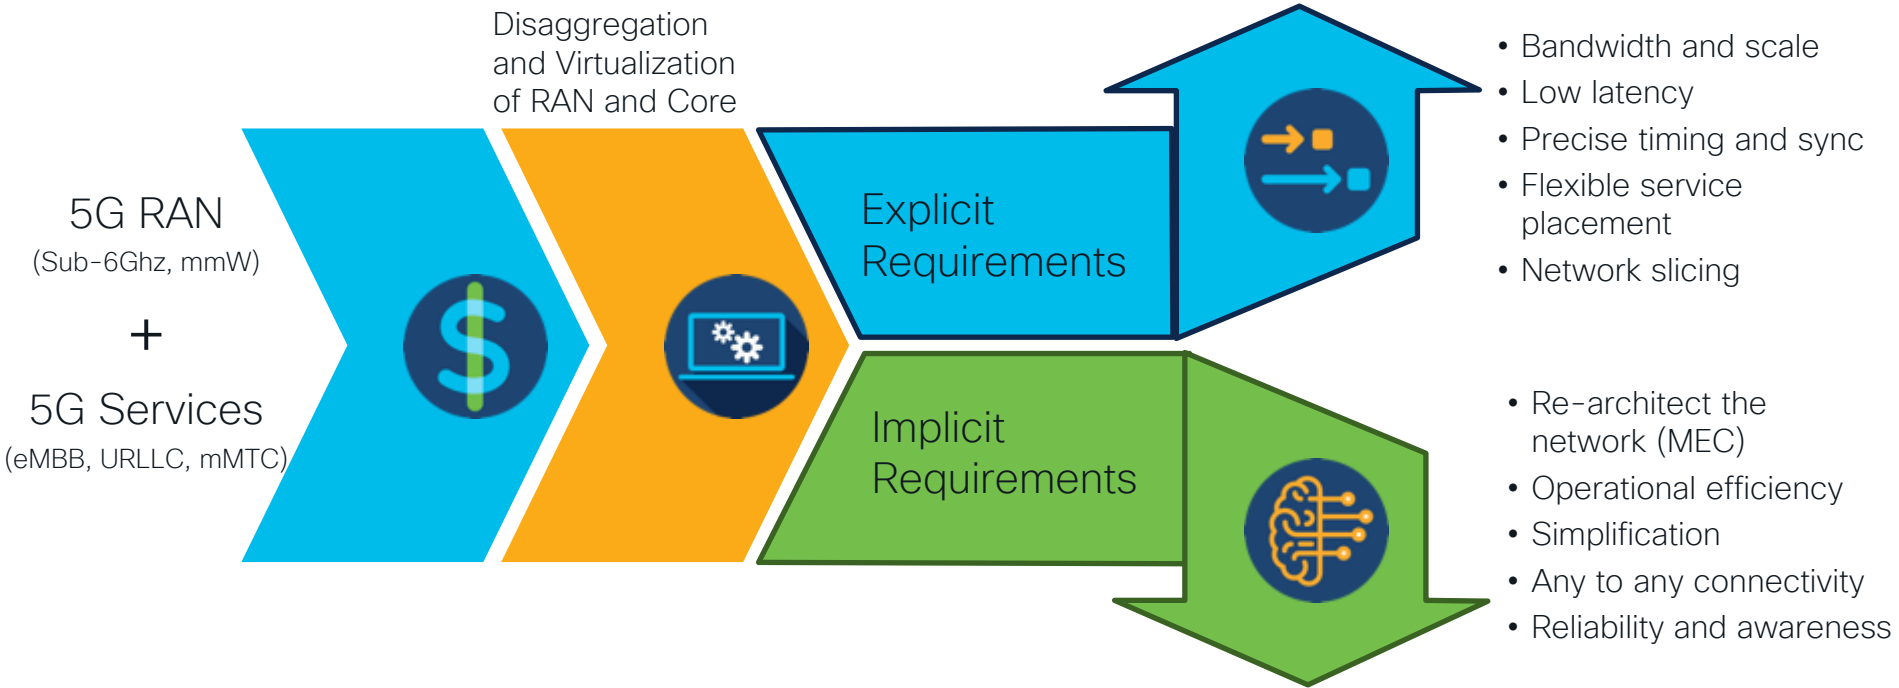 Disaggregation
and Virtualization
of RAN and Core
5G RAN
(Sub-6Ghz, mmW)
+
5G Services
(eMBB, URLLC, mMTC)
Explicit
Requirements
• Bandwidth and scale
• Low latency
• Precise timing and sync
• Flexible service
placement
• Network slicing
Implicit
Requirements
• Re-architect the
network (MEC)
• Operational efficiency
• Simplification
• Any to any connectivity
• Reliability and awareness